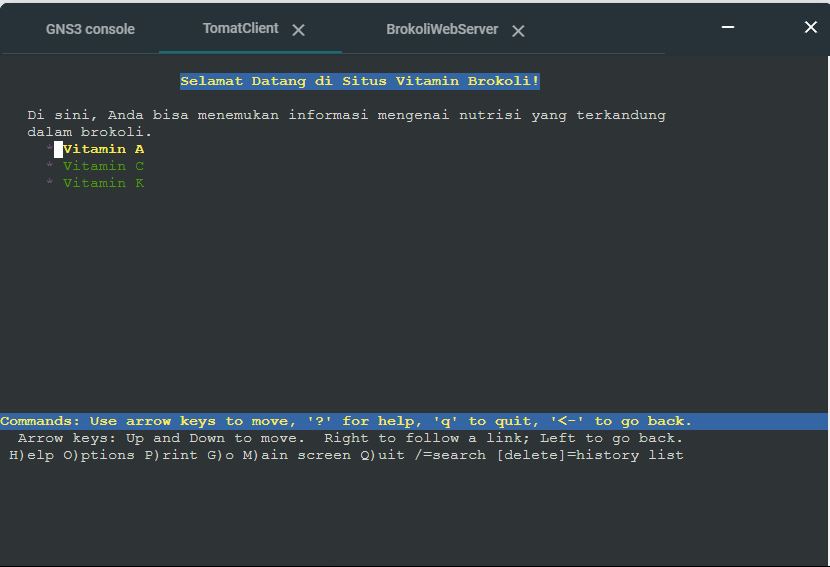 GNS3 console TomatClient BrokoliWebServer
Selamat Datang di Situs Vitamin Brokoli!
Di sini, Anda bisa menemukan informasi mengenai nutrisi yang terkandung
dalam brokoli.
* Vitamin A
* Vitamin C
* Vitamin K
Commands: Use arrow keys to move, '?' for help, 'q' to quit, '<-' to go back.
Arrow keys: Up and Down to move.  Right to follow a link; Left to go back.
H)elp O)ptions P)rint G)o M)ain screen Q)uit /=search [delete]=history list